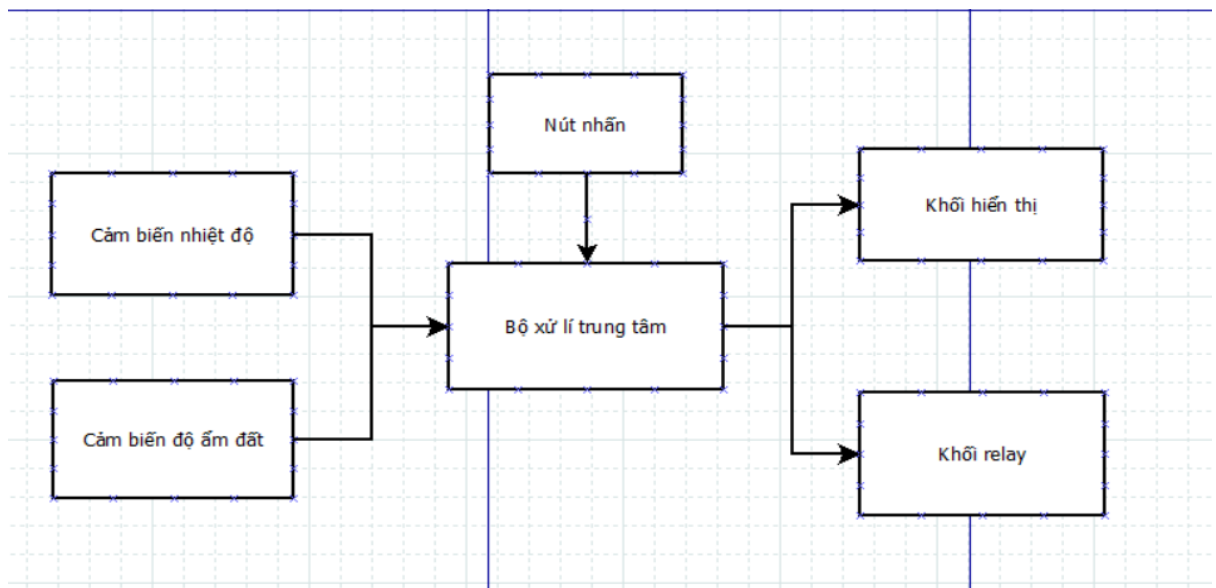 Nút nhấn
Khối hiển thị
Cảm biến nhiệt độ
Bộ xử lí trung tâm
Cảm biến độ ẩm đất
Khối relay